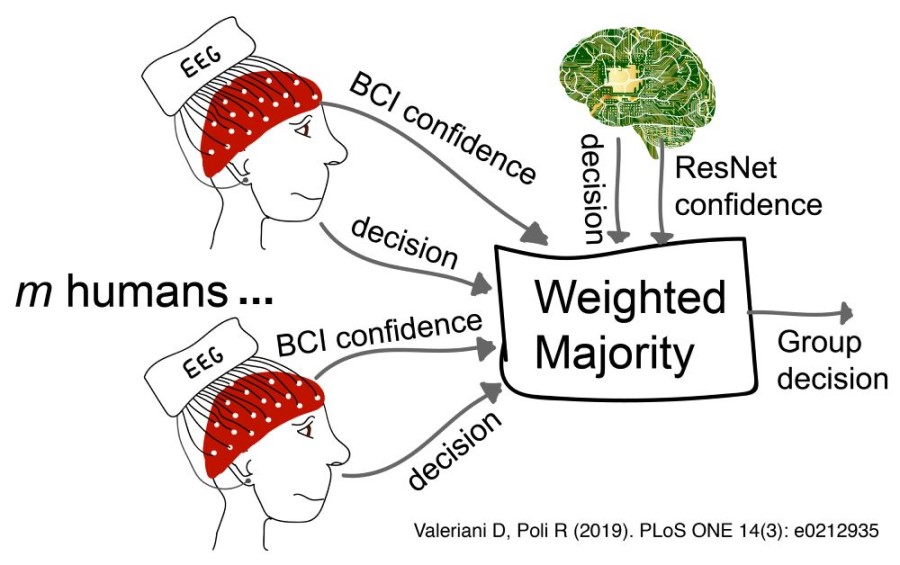 EEG
BCI confidence
decision
decision
ResNet
confidence
m humans ...
Weighted
Majority
EEG
BCI confidence
decision
Group
decision
Valeriani D, Poli R (2019). PLoS ONE 14(3): e0212935